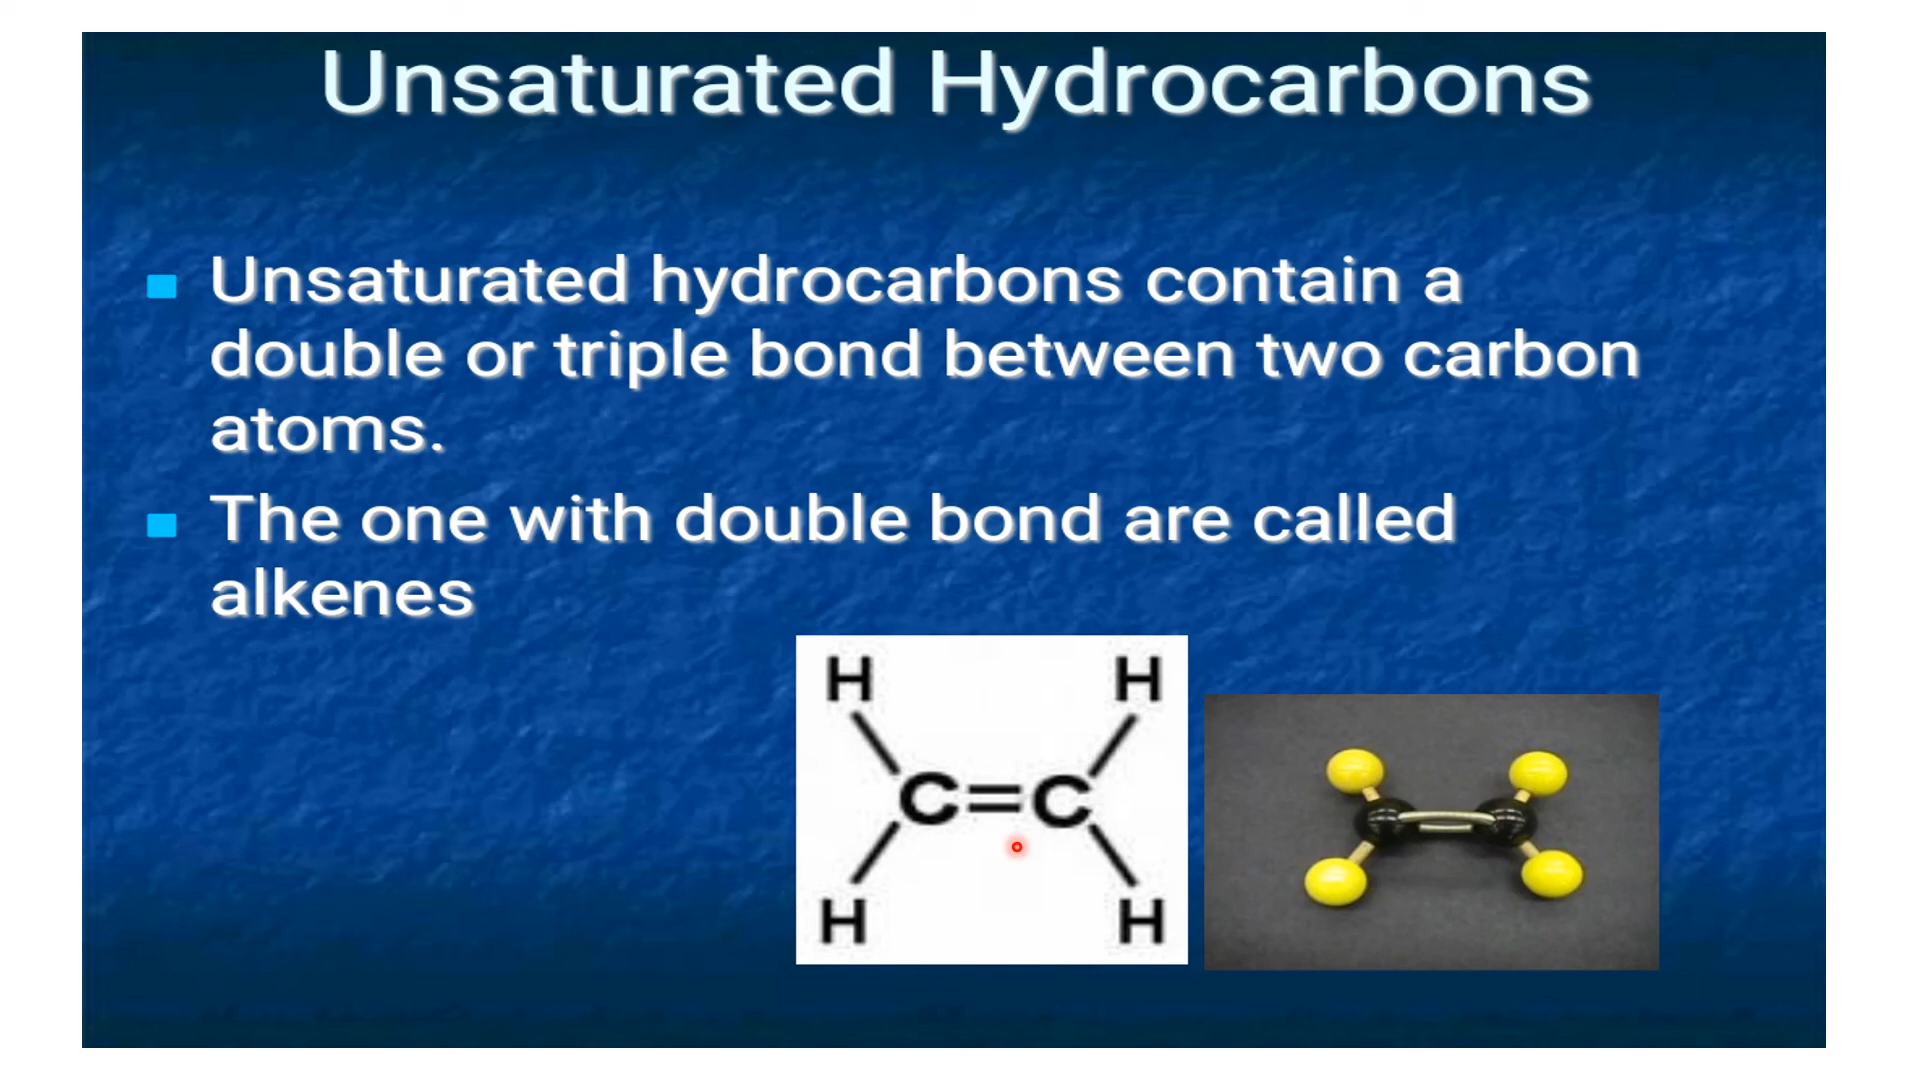 Unsaturated Hydrocarbons
Unsaturated hydrocarbons contain a
double or triple bond between two carbon
atoms.
The one with double bond are called
alkenes
H H
C=C
H H